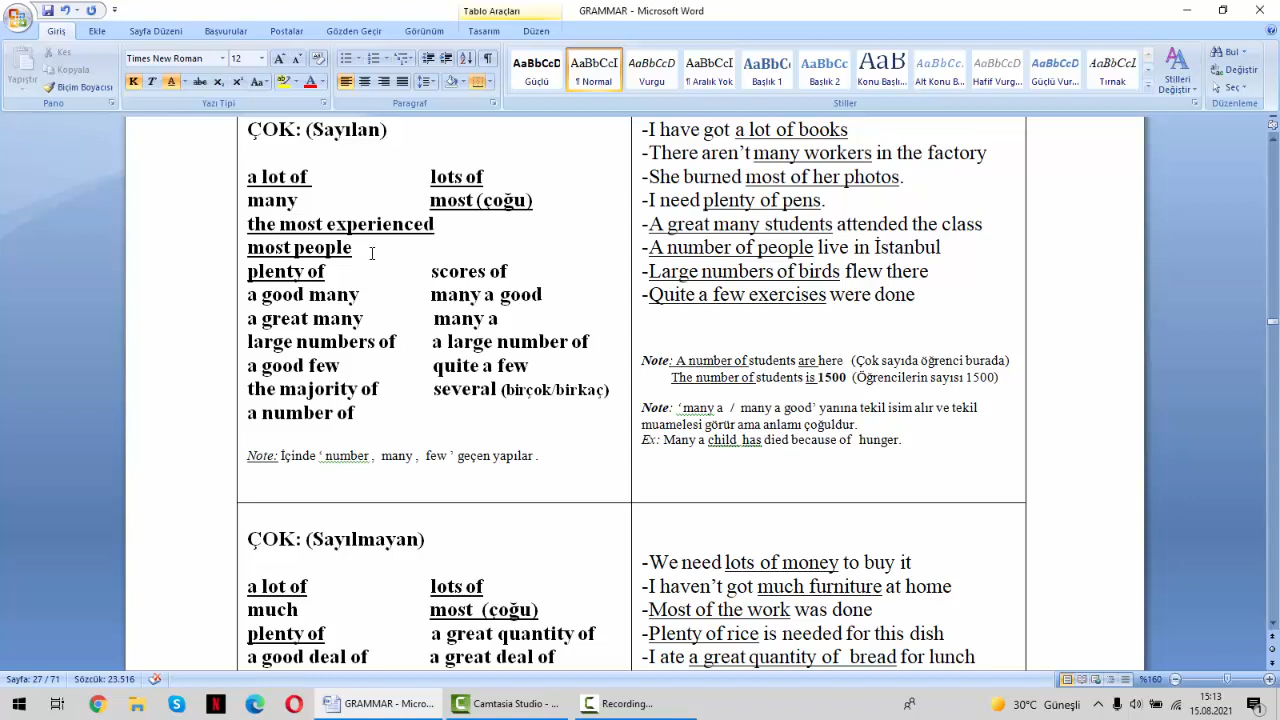 Tablo Araçları GRAMMAR - Microsoft Word
Giriş Ekle Sayfa Düzeni Başvurular Postalar Gözden Geçir Görünüm Tasarım Düzen
Yapıştır Kes Kopyala Biçim Boyacısı
Times New Roman 12
Pano Yazı Tipi Paragraf Stiller Düzenleme
AaBbCcD AaBbCcI AaBbCcD AaBbCcI AaBbC AaBbCc AaB AaBbCc. AaBbCcD AaBbCcD AaBbCcD
Güçlü ¶ Normal Vurgu ¶ Aralık Yok Başlık 1 Başlık 2 Konu Başlı... Alt Konu B... Hafif Vurg... Güçlü Vur... Tırnak
Stilleri Değiştir Bul Değiştir Seç
ÇOK: (Sayılan)
a lot of lots of
many most (çoğu)
the most experienced
most people
plenty of scores of
a good many many a good
a great many many a
large numbers of a large number of
a good few quite a few
the majority of several (birçok/birkaç)
a number of
Note: İçinde ‘ number , many , few ’ geçen yapılar .
-I have got a lot of books
-There aren’t many workers in the factory
-She burned most of her photos.
-I need plenty of pens.
-A great many students attended the class
-A number of people live in İstanbul
-Large numbers of birds flew there
-Quite a few exercises were done
Note: A number of students are here (Çok sayıda öğrenci burada)
The number of students is 1500 (Öğrencilerin sayısı 1500)
Note: ‘many a / many a good’ yanına tekil isim alır ve tekil
muamelesi görür ama anlamı çoğuldur.
Ex: Many a child has died because of hunger.
ÇOK: (Sayılmayan)
a lot of lots of
much most (çoğu)
plenty of a great quantity of
a good deal of a great deal of
-We need lots of money to buy it
-I haven’t got much furniture at home
-Most of the work was done
-Plenty of rice is needed for this dish
-I ate a great quantity of bread for lunch
Sayfa: 27 / 71 Sözcük: 23.516 %160
GRAMMAR - Micro... Camtasia Studio - ... Recording... 30°C Güneşli 15:13
15.08.2021